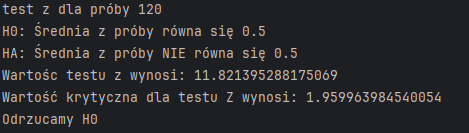 test z dla próby 120
H0: Średnia z próby równa się 0.5
HA: Średnia z próby NIE równa się 0.5
Wartośc testu z wynosi: 11.821395288175069
Wartość krytyczna dla testu Z wynosi: 1.959963984540054
Odrzucamy H0